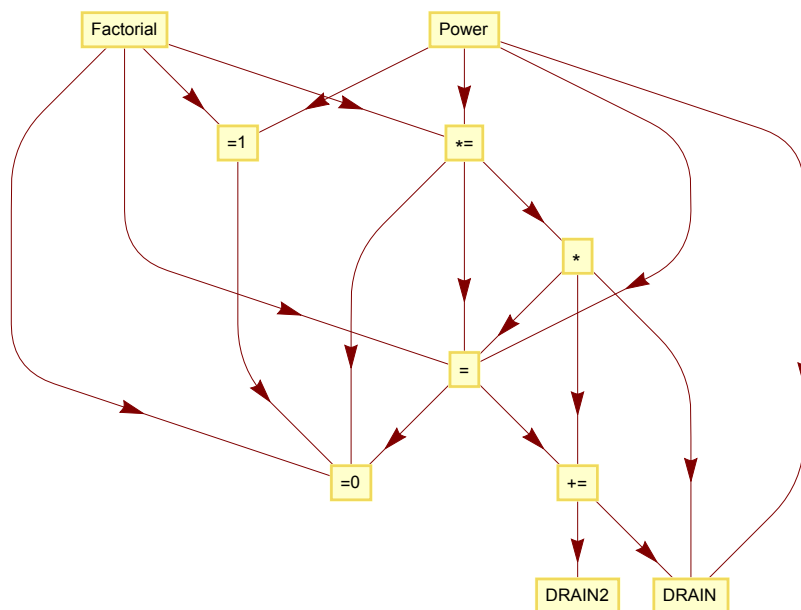 Factorial
Power
=1
*=
*
=
=0
+=
DRAIN2
DRAIN